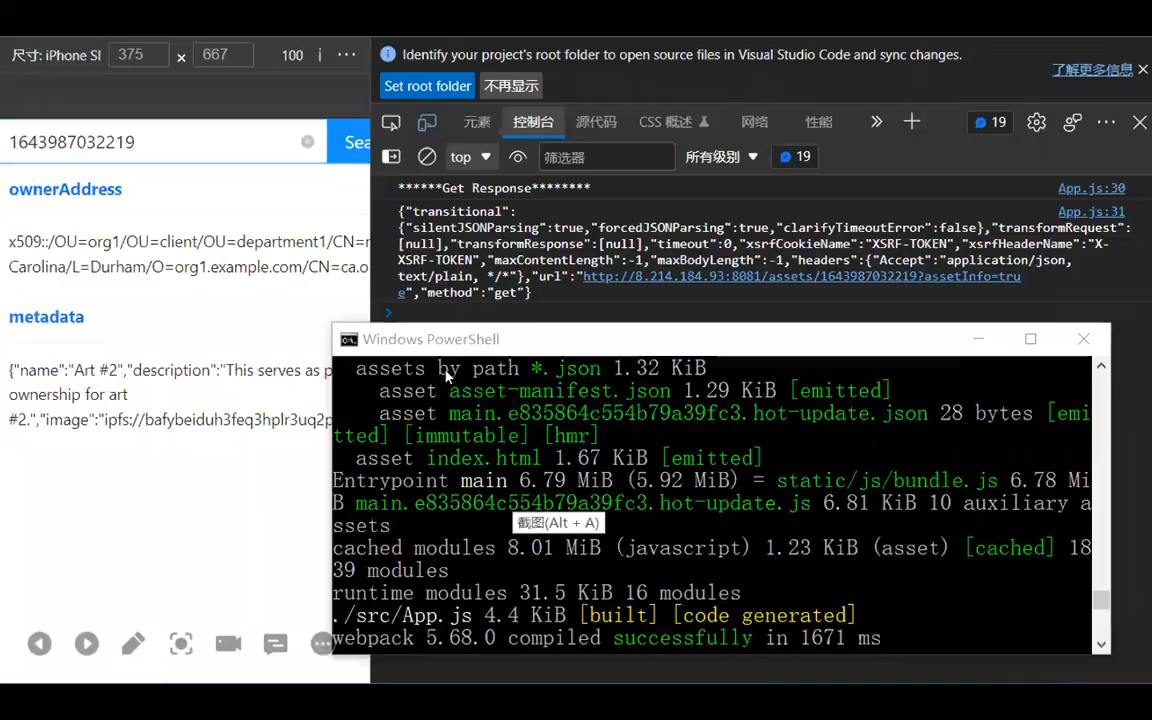 尺寸: iPhone SI 375 × 667 100
Identify your project's root folder to open source files in Visual Studio Code and sync changes.
了解更多信息
Set root folder 不再显示
元素 控制台 源代码 CSS 概述 网络 性能 19
top 筛选器 所有级别 19
1643987032219 Sea
ownerAddress
x509::/OU=org1/OU=client/OU=department1/CN=
Carolina/L=Durham/O=org1.example.com/CN=ca.o
metadata
{"name":"Art #2","description":"This serves as p
ownership for art
#2.","image":"ipfs://bafybeiduh3feq3hplr3uq2p
******Get Response******** App.js:30
{"transitional": App.js:31
{"silentJSONParsing":true,"forcedJSONParsing":true,"clarifyTimeoutError":false},"transformRequest":
[null],"transformResponse":[null],"timeout":0,"xsrfCookieName":"XSRF-TOKEN","xsrfHeaderName":"X-
XSRF-TOKEN","maxContentLength":-1,"maxBodyLength":-1,"headers":{"Accept":"application/json,
text/plain, */*"},"url":"http://8.214.184.93:8081/assets/1643987032219?assetInfo=tru
e","method":"get"}
Windows PowerShell
assets by path *.json 1.32 KiB
asset asset-manifest.json 1.29 KiB [emitted]
asset main.e835864c554b79a39fc3.hot-update.json 28 bytes [emi
tted] [immutable] [hmr]
asset index.html 1.67 KiB [emitted]
Entrypoint main 6.79 MiB (5.92 MiB) = static/js/bundle.js 6.78 Mi
B main.e835864c554b79a39fc3.hot-update.js 6.81 KiB 10 auxiliary a
ssets
截图(Alt + A)
cached modules 8.01 MiB (javascript) 1.23 KiB (asset) [cached] 18
39 modules
runtime modules 31.5 KiB 16 modules
./src/App.js 4.4 KiB [built] [code generated]
webpack 5.68.0 compiled successfully in 1671 ms